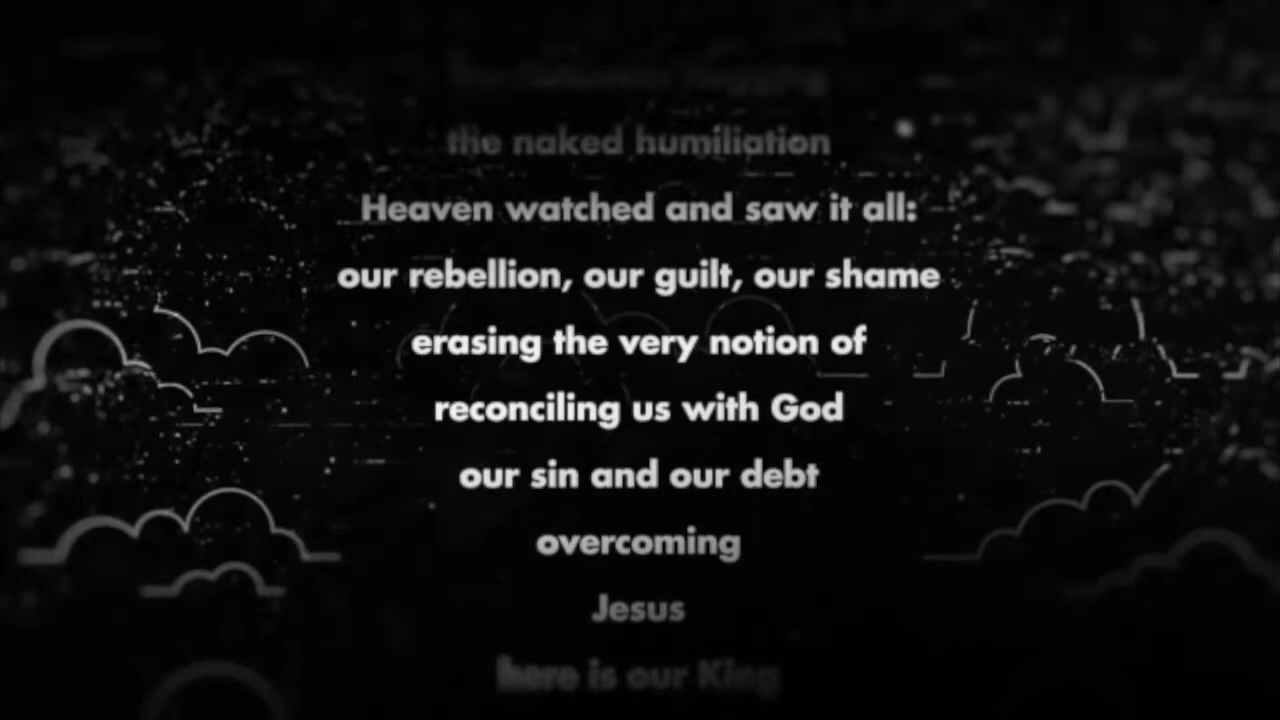 the naked humiliation
Heaven watched and saw it all:
our rebellion, our guilt, our shame
erasing the very notion of
reconciling us with God
our sin and our debt
overcoming
Jesus
here is our King